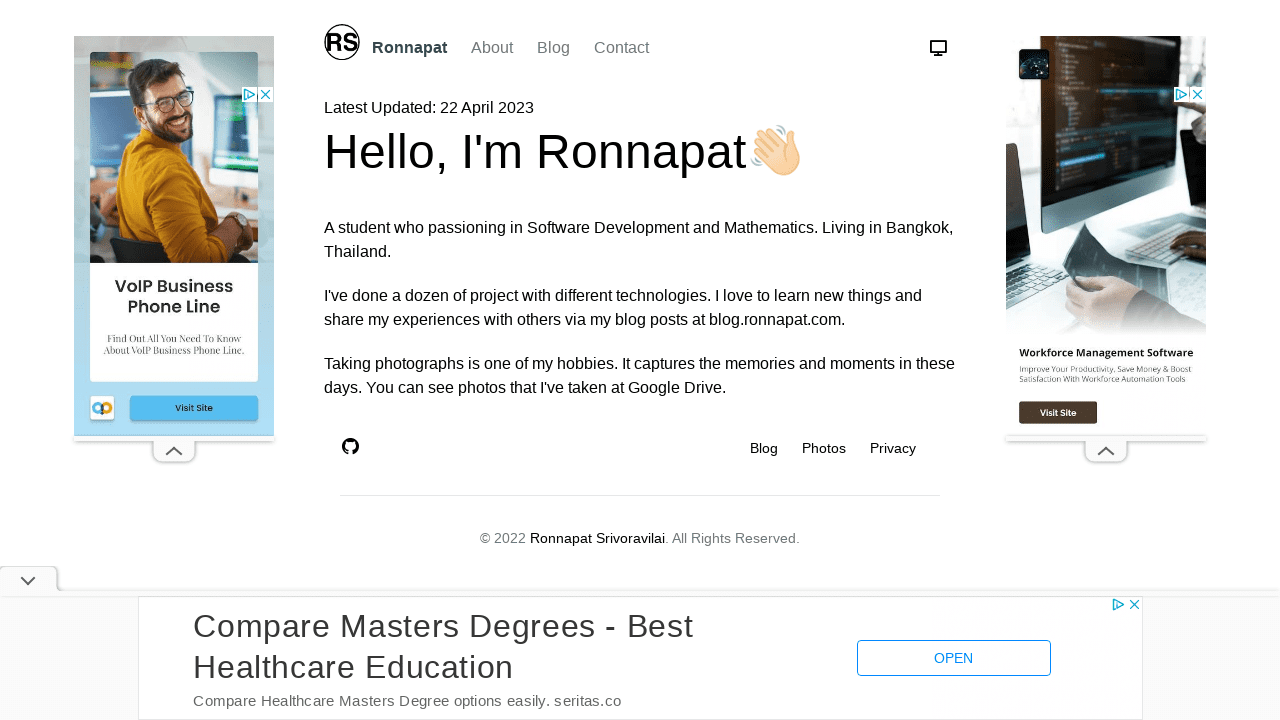 RS Ronnapat About Blog Contact
Latest Updated: 22 April 2023
Hello, I'm Ronnapat👋🏼
A student who passioning in Software Development and Mathematics. Living in Bangkok,
Thailand.
I've done a dozen of project with different technologies. I love to learn new things and
share my experiences with others via my blog posts at blog.ronnapat.com.
Taking photographs is one of my hobbies. It captures the memories and moments in these
days. You can see photos that I've taken at Google Drive.
Blog Photos Privacy
© 2022 Ronnapat Srivoravilai. All Rights Reserved.
VoIP Business
Phone Line
Find Out All You Need To Know
About VoIP Business Phone Line.
Visit Site
Workforce Management Software
Improve Your Productivity, Save Money & Boost
Satisfaction With Workforce Automation Tools
Visit Site
Compare Masters Degrees - Best
Healthcare Education
Compare Healthcare Masters Degree options easily. seritas.co
OPEN